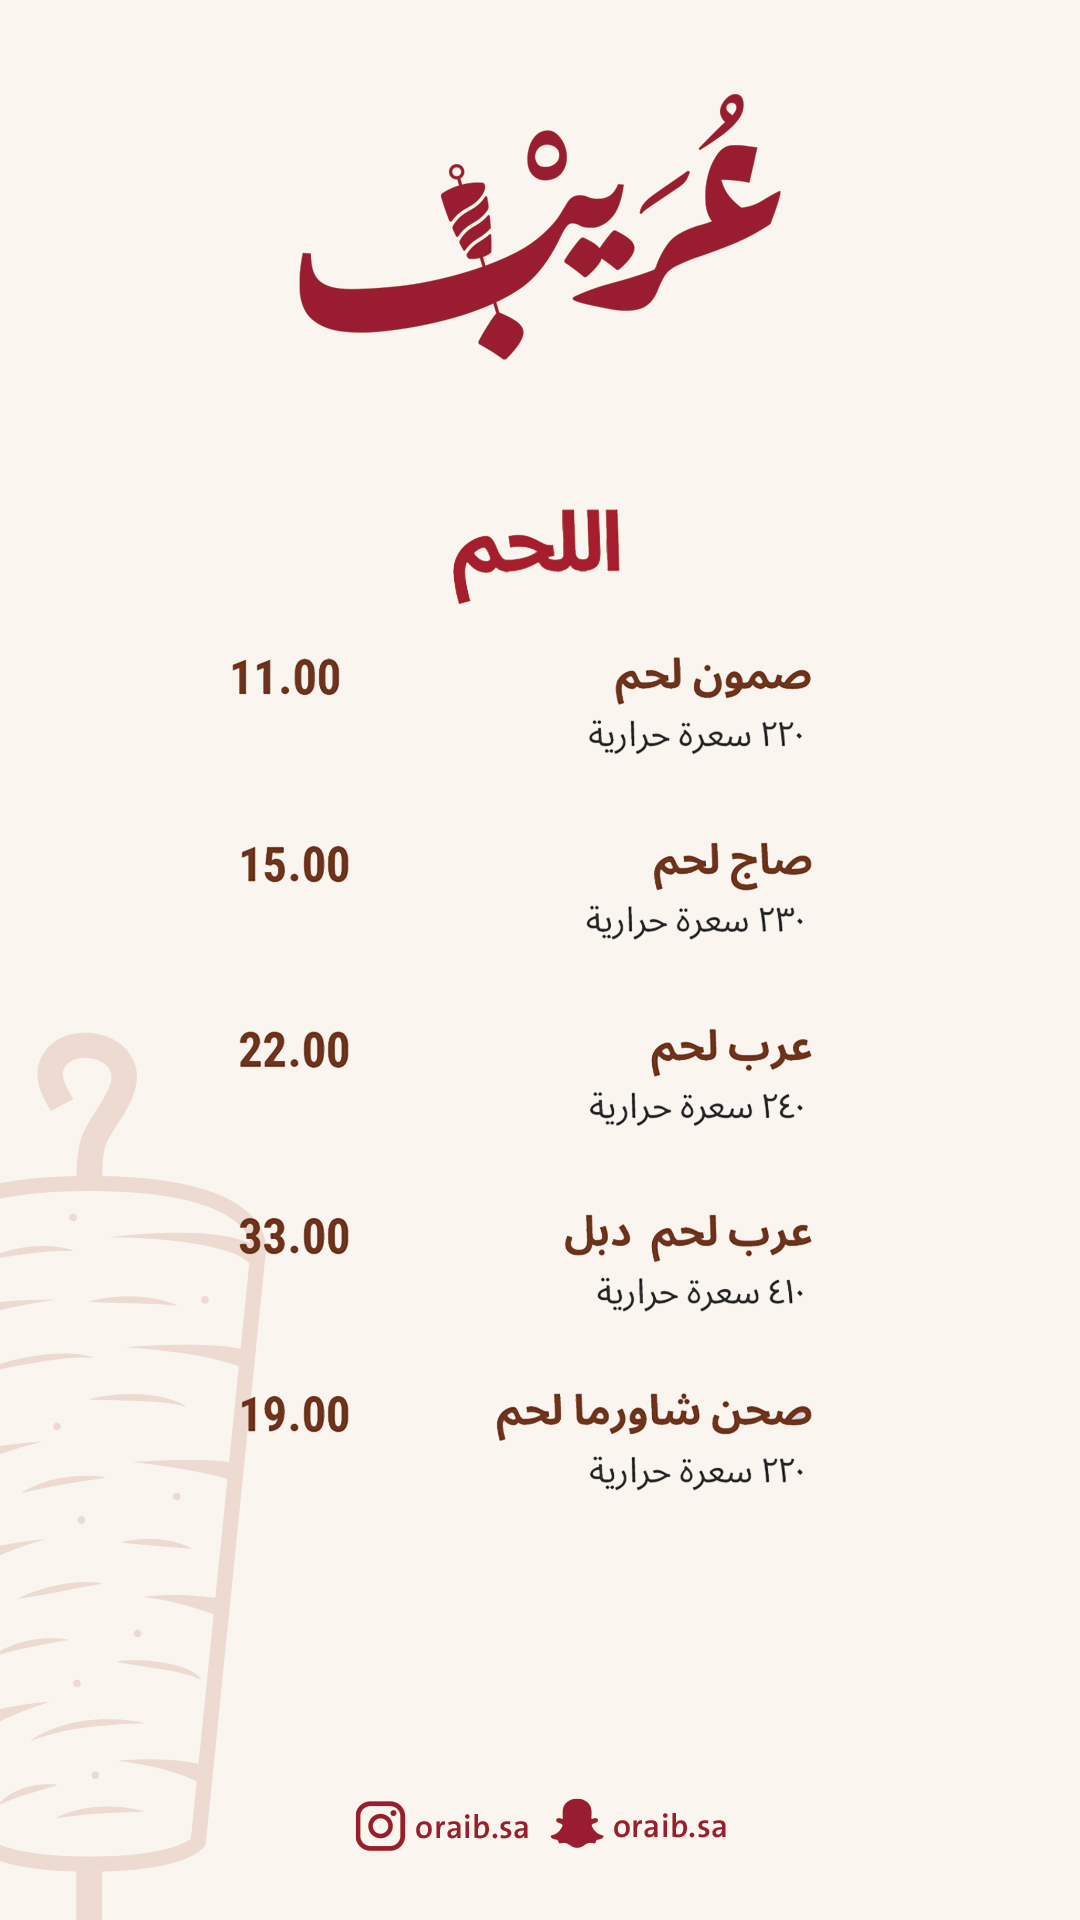 عُرَيْب
اللحم
صمون لحم 11.00
٢٢٠ سعرة حرارية
صاج لحم 15.00
٢٣٠ سعرة حرارية
عرب لحم 22.00
٢٤٠ سعرة حرارية
عرب لحم دبل 33.00
٤١٠ سعرة حرارية
صحن شاورما لحم 19.00
٢٢٠ سعرة حرارية
oraib.sa oraib.sa